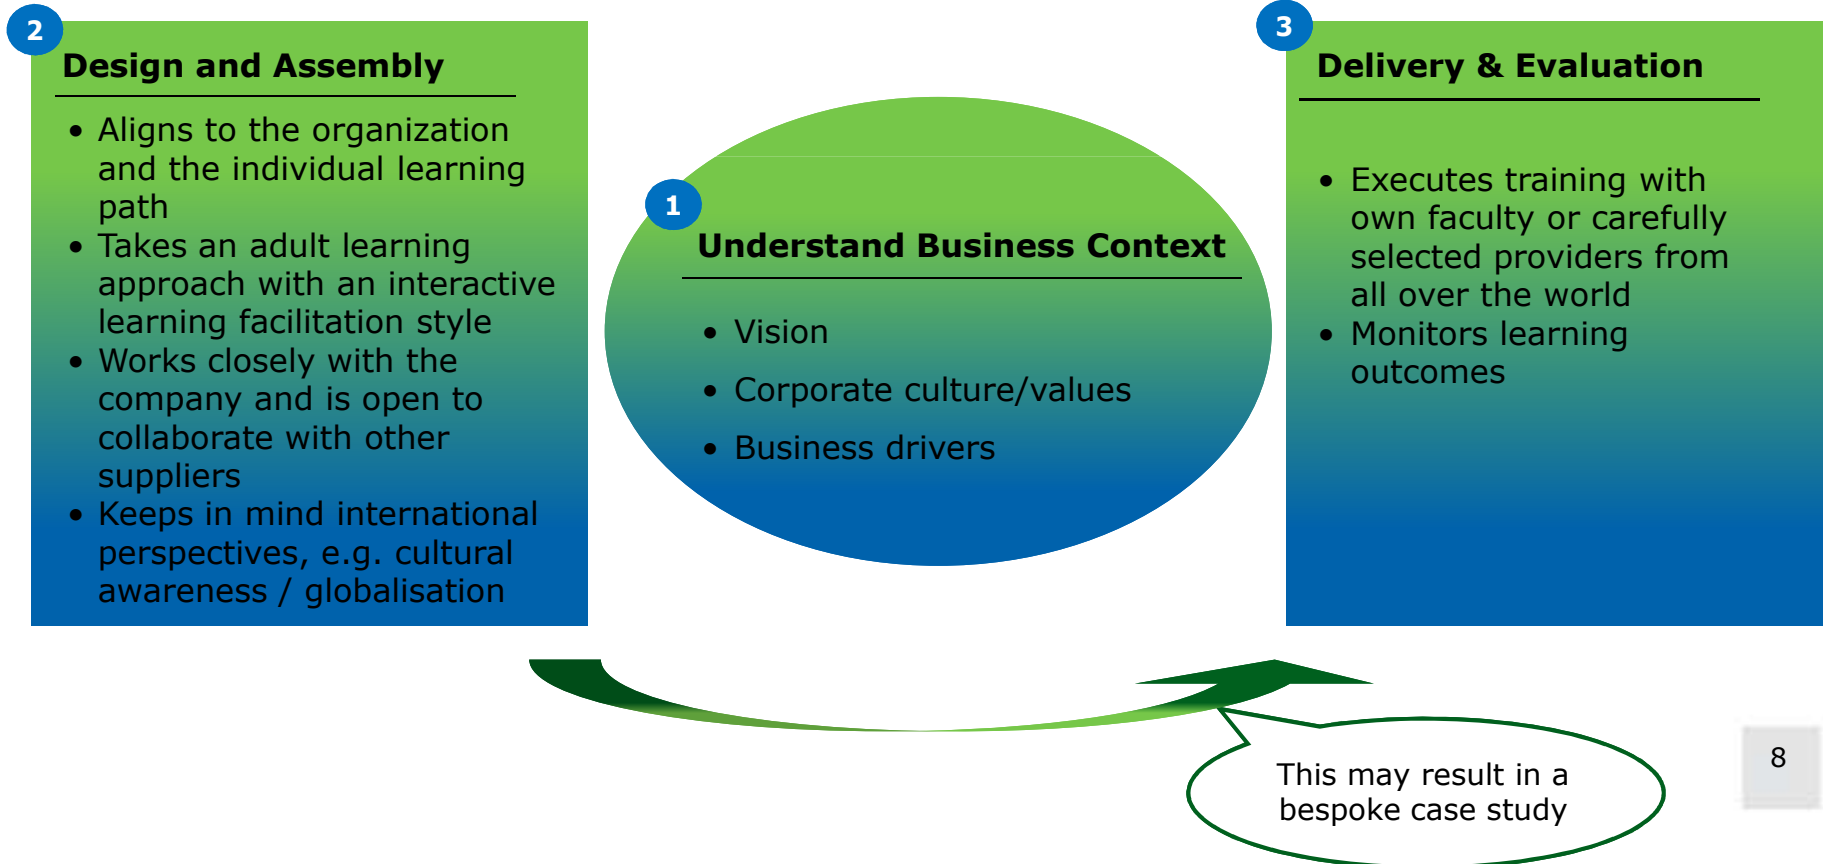 2
Design and Assembly
• Aligns to the organization
and the individual learning
path
• Takes an adult learning
approach with an interactive
learning facilitation style
• Works closely with the
company and is open to
collaborate with other
suppliers
• Keeps in mind international
perspectives, e.g. cultural
awareness / globalisation
1
Understand Business Context
• Vision
• Corporate culture/values
• Business drivers
3
Delivery & Evaluation
• Executes training with
own faculty or carefully
selected providers from
all over the world
• Monitors learning
outcomes
This may result in a
bespoke case study
8